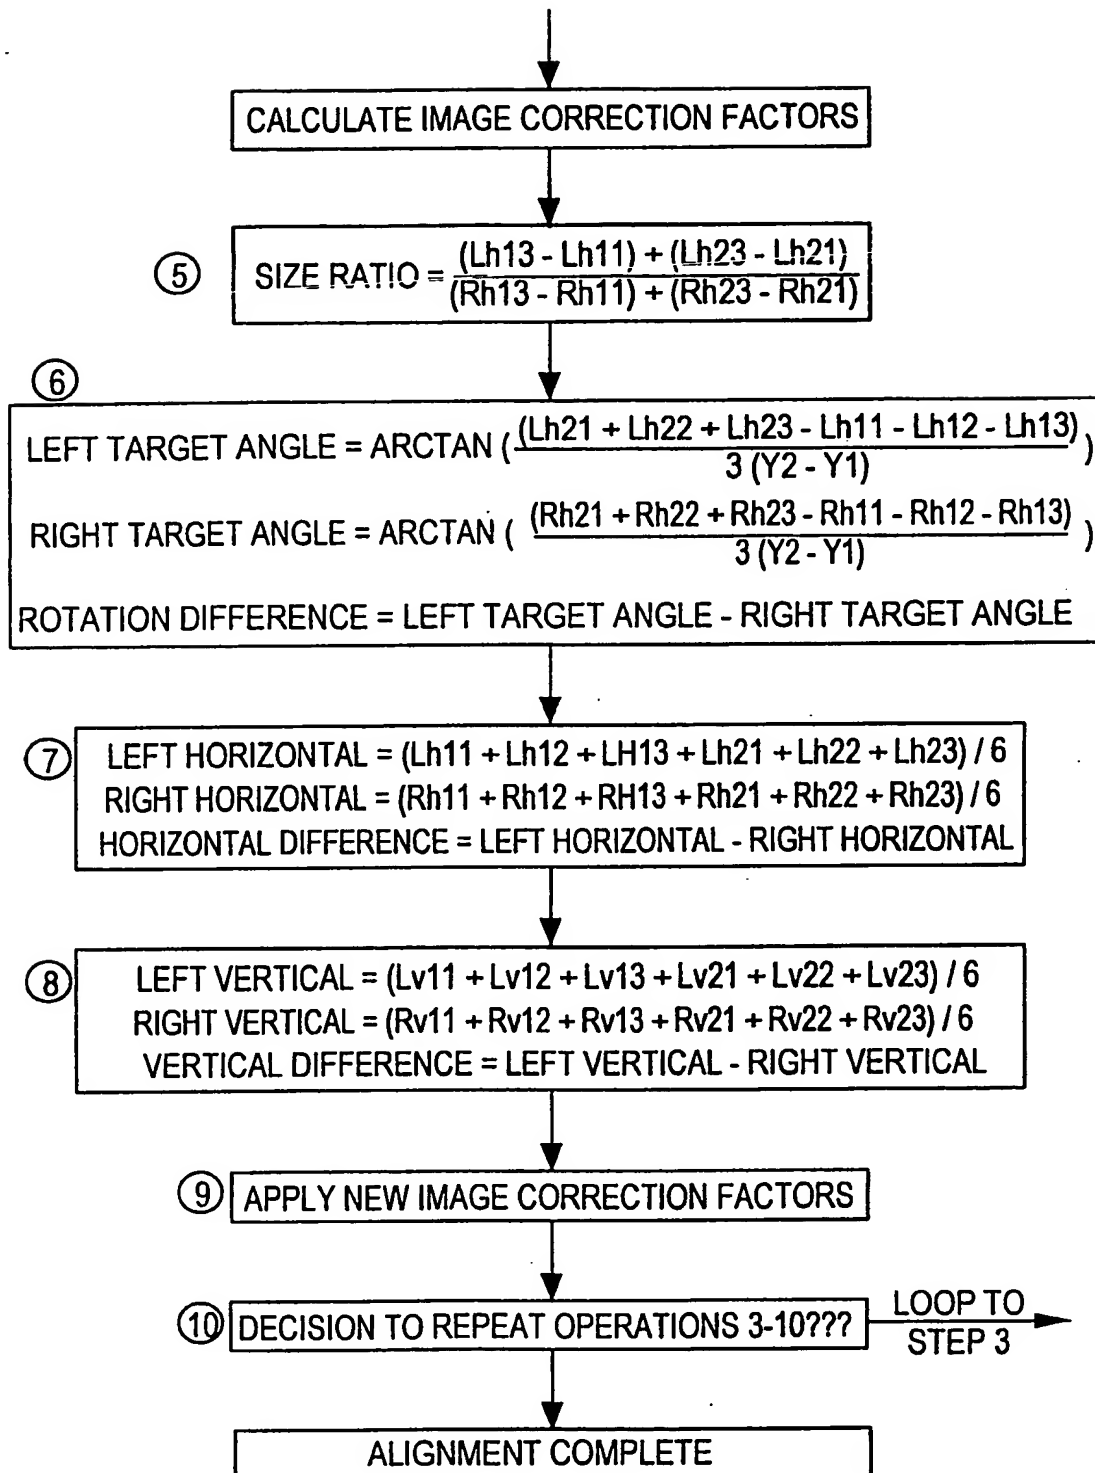 CALCULATE IMAGE CORRECTION FACTORS
⑤ SIZE RATIO = (Lh13 - Lh11) + (Lh23 - Lh21)
(Rh13 - Rh11) + (Rh23 - Rh21)
⑥
LEFT TARGET ANGLE = ARCTAN ( (Lh21 + Lh22 + Lh23 - Lh11 - Lh12 - Lh13) )
3 (Y2 - Y1)
RIGHT TARGET ANGLE = ARCTAN ( (Rh21 + Rh22 + Rh23 - Rh11 - Rh12 - Rh13) )
3 (Y2 - Y1)
ROTATION DIFFERENCE = LEFT TARGET ANGLE - RIGHT TARGET ANGLE
⑦ LEFT HORIZONTAL = (Lh11 + Lh12 + LH13 + Lh21 + Lh22 + Lh23) / 6
RIGHT HORIZONTAL = (Rh11 + Rh12 + RH13 + Rh21 + Rh22 + Rh23) / 6
HORIZONTAL DIFFERENCE = LEFT HORIZONTAL - RIGHT HORIZONTAL
⑧ LEFT VERTICAL = (Lv11 + Lv12 + Lv13 + Lv21 + Lv22 + Lv23) / 6
RIGHT VERTICAL = (Rv11 + Rv12 + Rv13 + Rv21 + Rv22 + Rv23) / 6
VERTICAL DIFFERENCE = LEFT VERTICAL - RIGHT VERTICAL
⑨ APPLY NEW IMAGE CORRECTION FACTORS
⑩ DECISION TO REPEAT OPERATIONS 3-10???
LOOP TO
STEP 3
ALIGNMENT COMPLETE